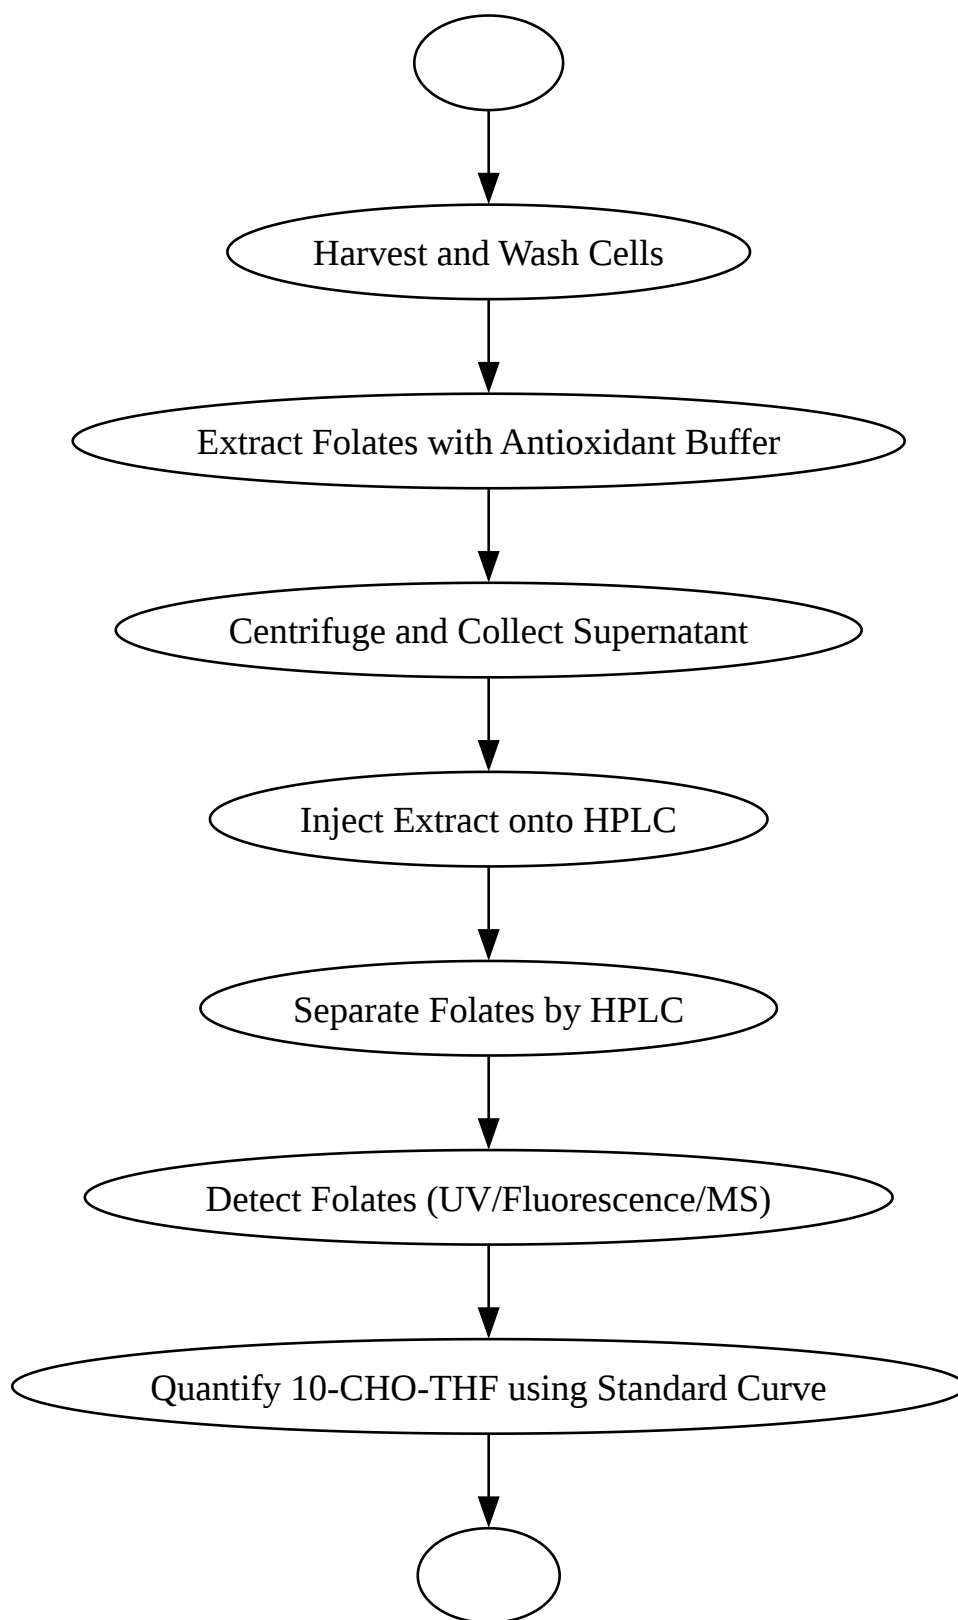 Harvest and Wash Cells
Extract Folates with Antioxidant Buffer
Centrifuge and Collect Supernatant
Inject Extract onto HPLC
Separate Folates by HPLC
Detect Folates (UV/Fluorescence/MS)
Quantify 10-CHO-THF using Standard Curve